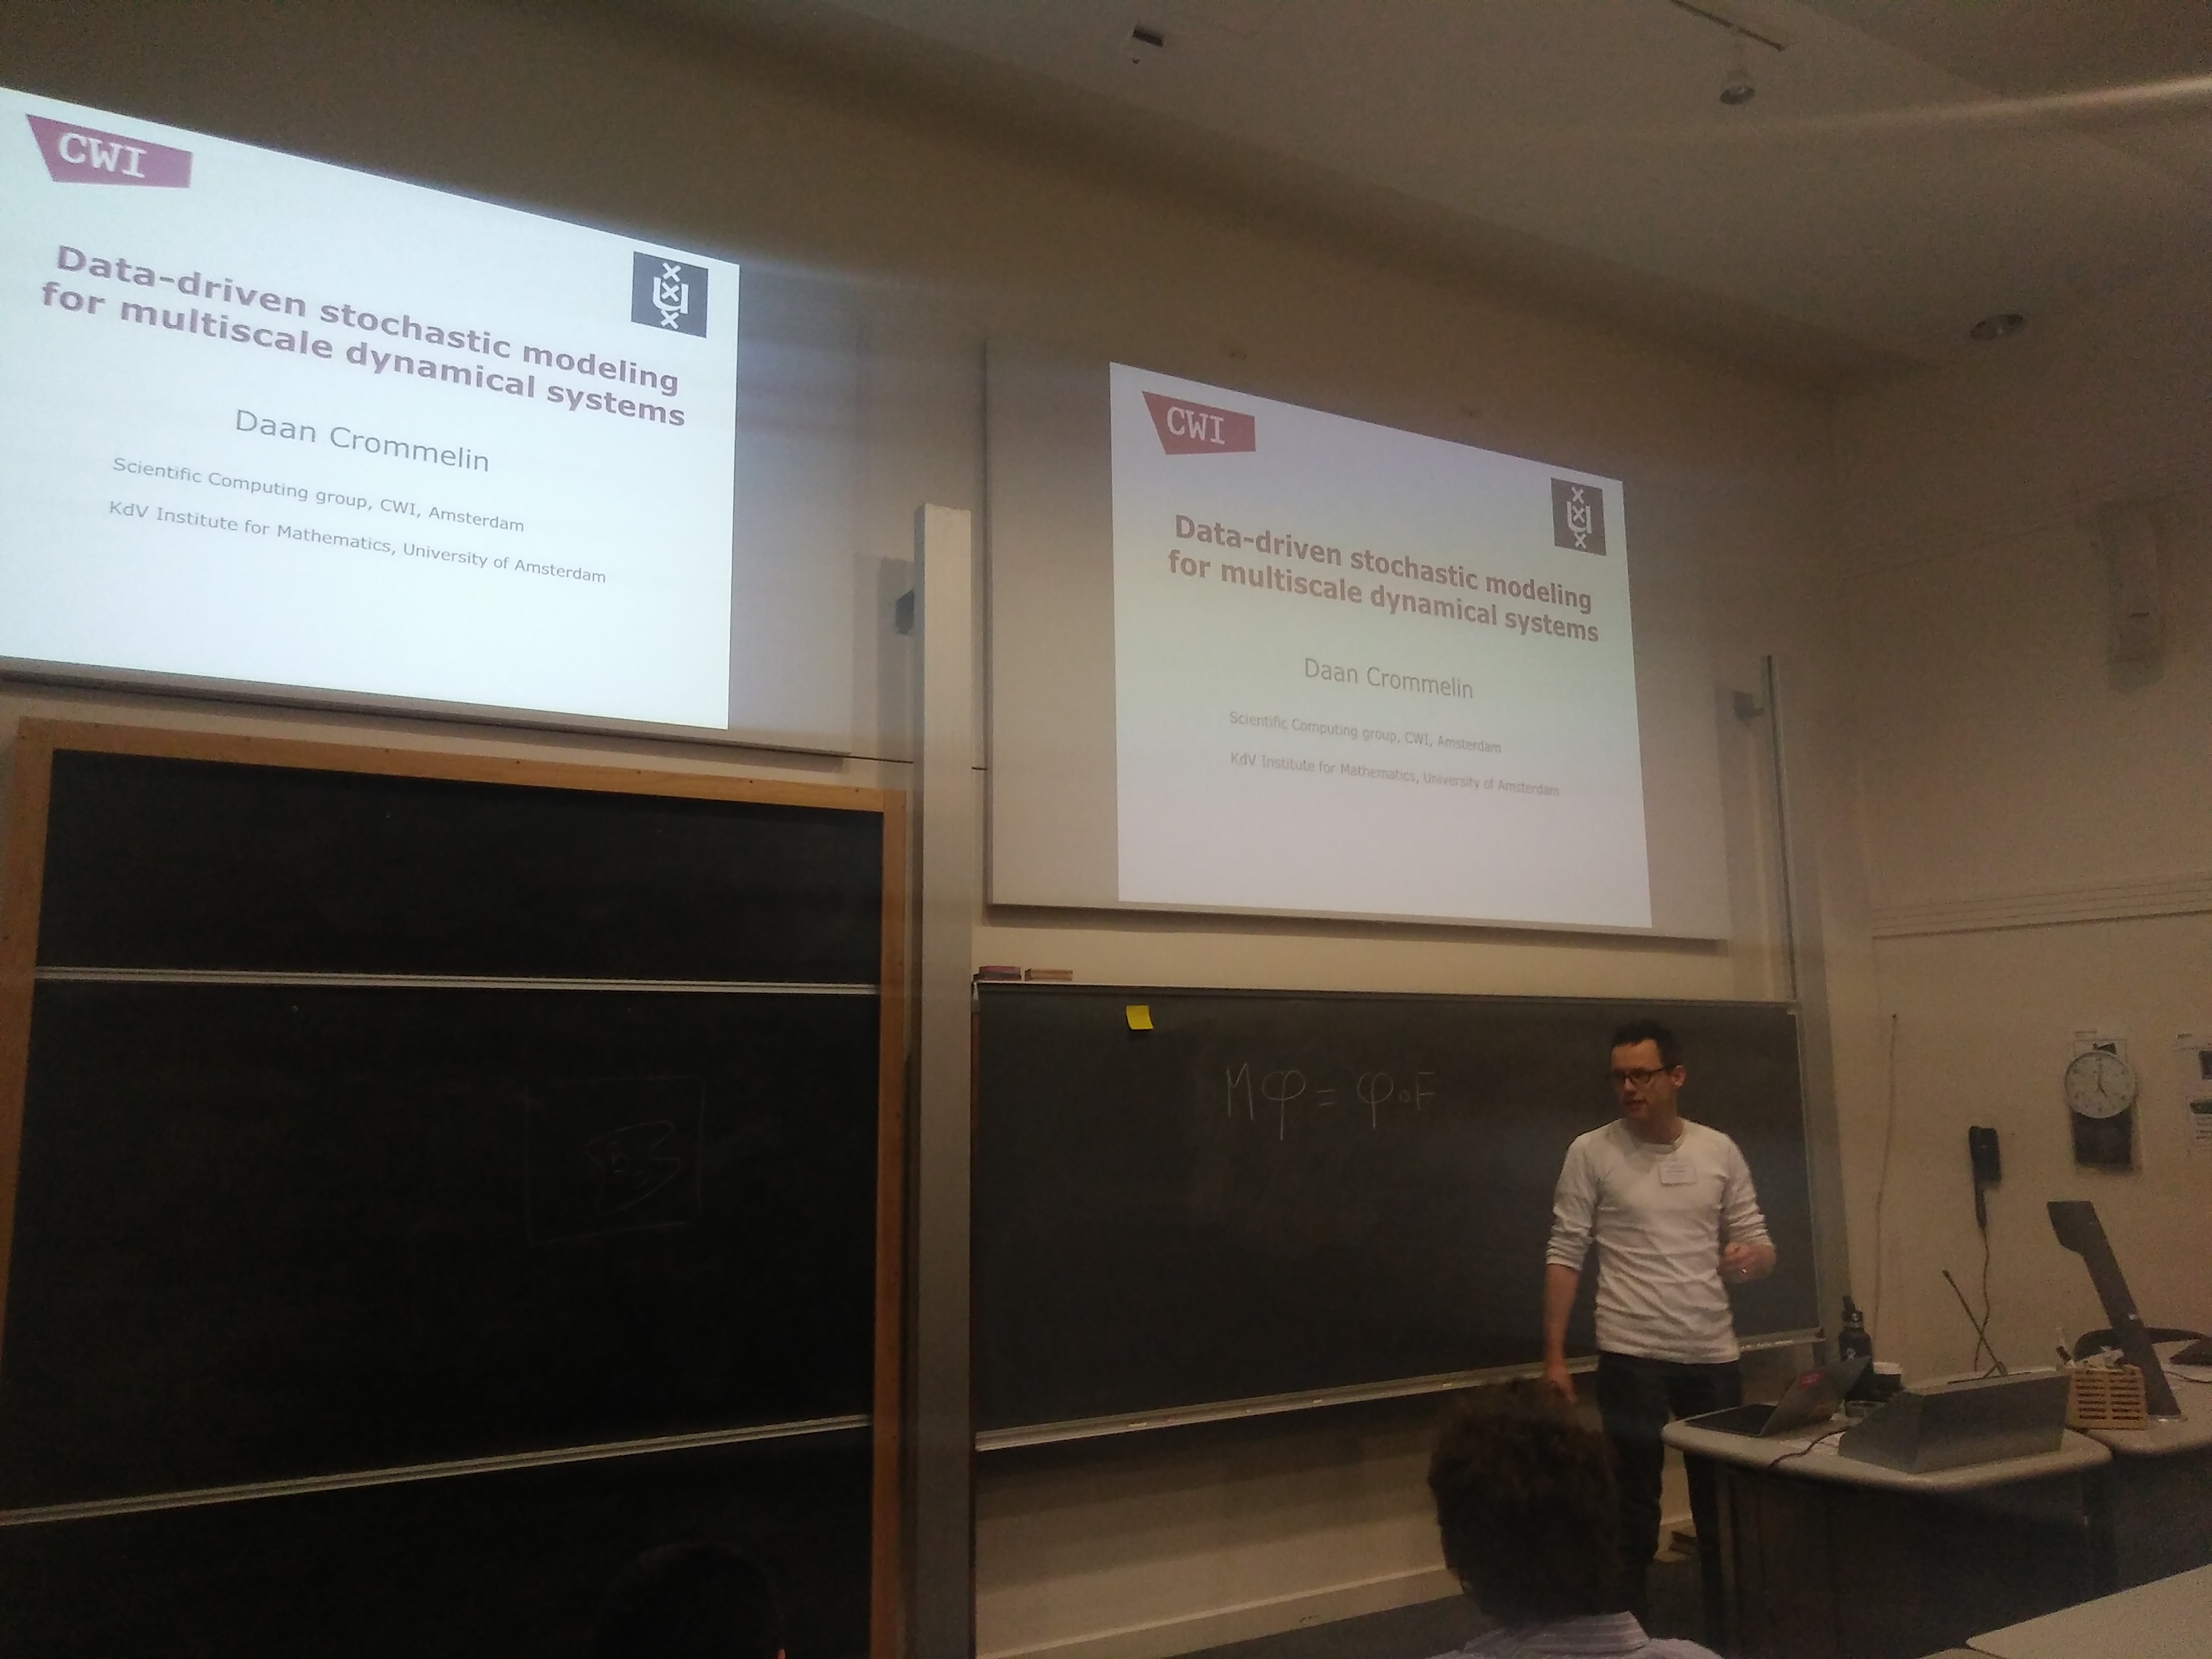 CWI
Data-driven stochastic modeling
for multiscale dynamical systems
Daan Crommelin
Scientific Computing group, CWI, Amsterdam
KdV Institute for Mathematics, University of Amsterdam
CWI
Data-driven stochastic modeling
for multiscale dynamical systems
Daan Crommelin
Scientific Computing group, CWI, Amsterdam
KdV Institute for Mathematics, University of Amsterdam
Mφ = φ∘F